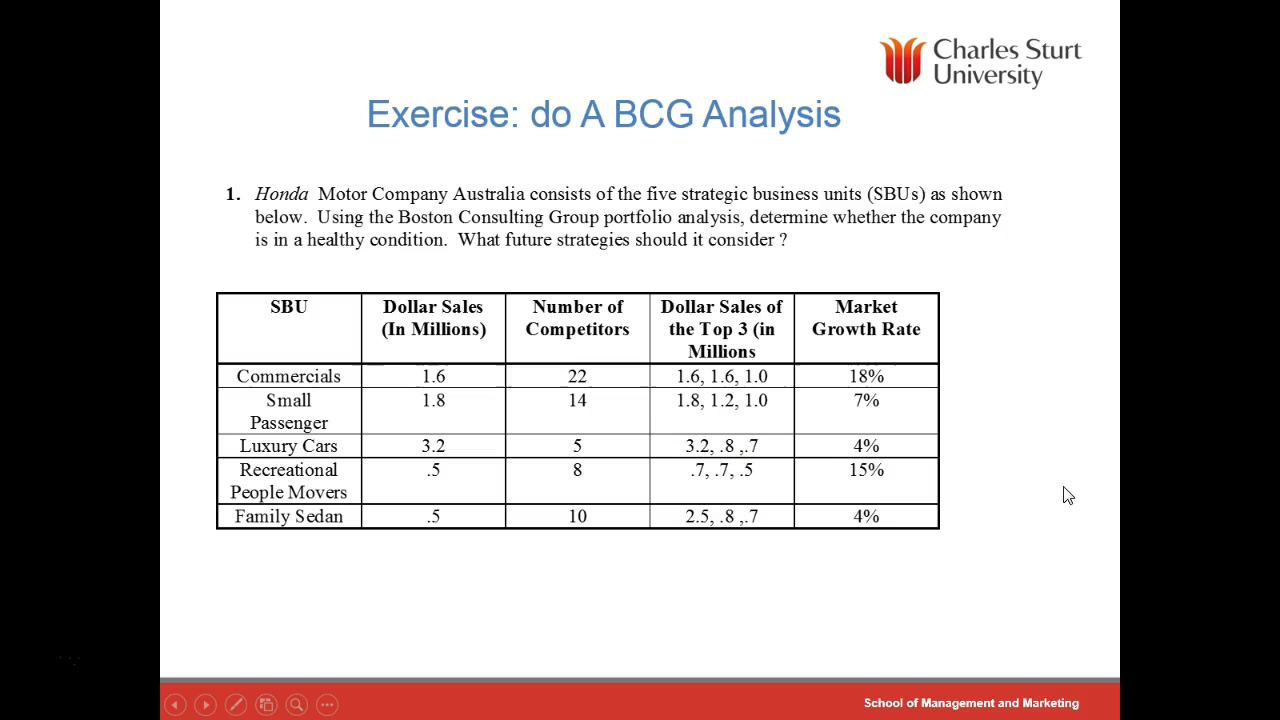 Charles Sturt
University
Exercise: do A BCG Analysis
1. Honda Motor Company Australia consists of the five strategic business units (SBUs) as shown
below. Using the Boston Consulting Group portfolio analysis, determine whether the company
is in a healthy condition. What future strategies should it consider ?
SBU Dollar Sales (In Millions) Number of Competitors Dollar Sales of the Top 3 (in Millions Market Growth Rate
Commercials 1.6 22 1.6, 1.6, 1.0 18%
Small Passenger 1.8 14 1.8, 1.2, 1.0 7%
Luxury Cars 3.2 5 3.2, .8 ,.7 4%
Recreational People Movers .5 8 .7, .7, .5 15%
Family Sedan .5 10 2.5, .8 ,.7 4%
School of Management and Marketing